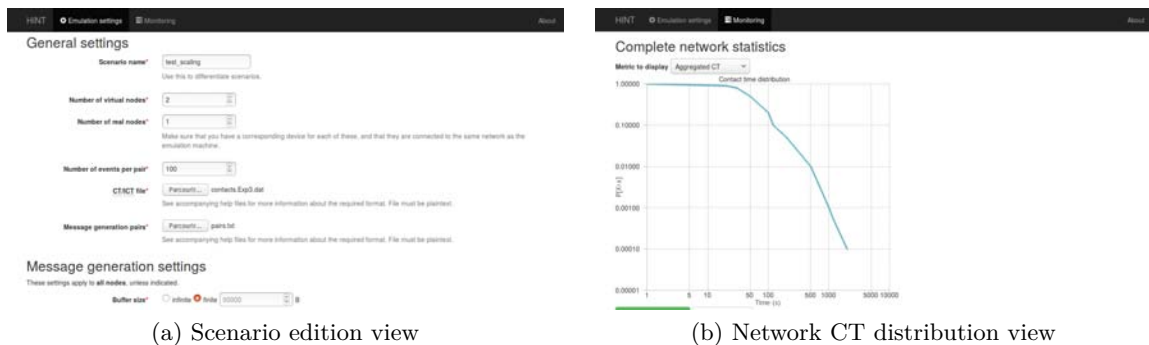 HINT Emulation settings Monitoring About
General settings
Scenario name* test_scaling
Use this to differentiate scenarios.
Number of virtual nodes* 2
Number of real nodes* 1
Make sure that you have a corresponding device for each of these, and that they are connected to the same network as the
emulation machine.
Number of events per pair* 100
CT/ICT file* Parcourir... contacts.Exp3.dat
See accompanying help files for more information about the required format. File must be plaintext.
Message generation pairs* Parcourir... pairs.txt
See accompanying help files for more information about the required format. File must be plaintext.
Message generation settings
These settings apply to all nodes, unless indicated.
Buffer size* infinite finite B
(a) Scenario edition view
HINT Emulation settings Monitoring About
Complete network statistics
Metric to display Aggregated CT
Contact time distribution
1.00000
0.10000
0.01000
P[X>x]
0.00100
0.00010
0.00001
1 5 10 50 100 500 1000 5000 10000
Time (s)
(b) Network CT distribution view